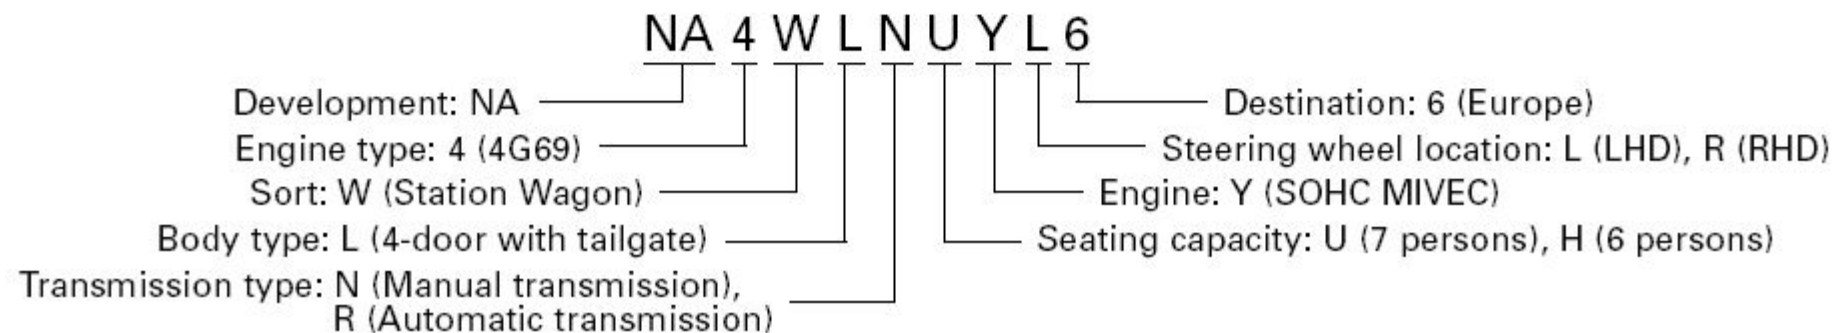 NA 4 W L N U Y L 6
Development: NA
Destination: 6 (Europe)
Engine type: 4 (4G69)
Steering wheel location: L (LHD), R (RHD)
Sort: W (Station Wagon)
Engine: Y (SOHC MIVEC)
Body type: L (4-door with tailgate)
Seating capacity: U (7 persons), H (6 persons)
Transmission type: N (Manual transmission),
R (Automatic transmission)